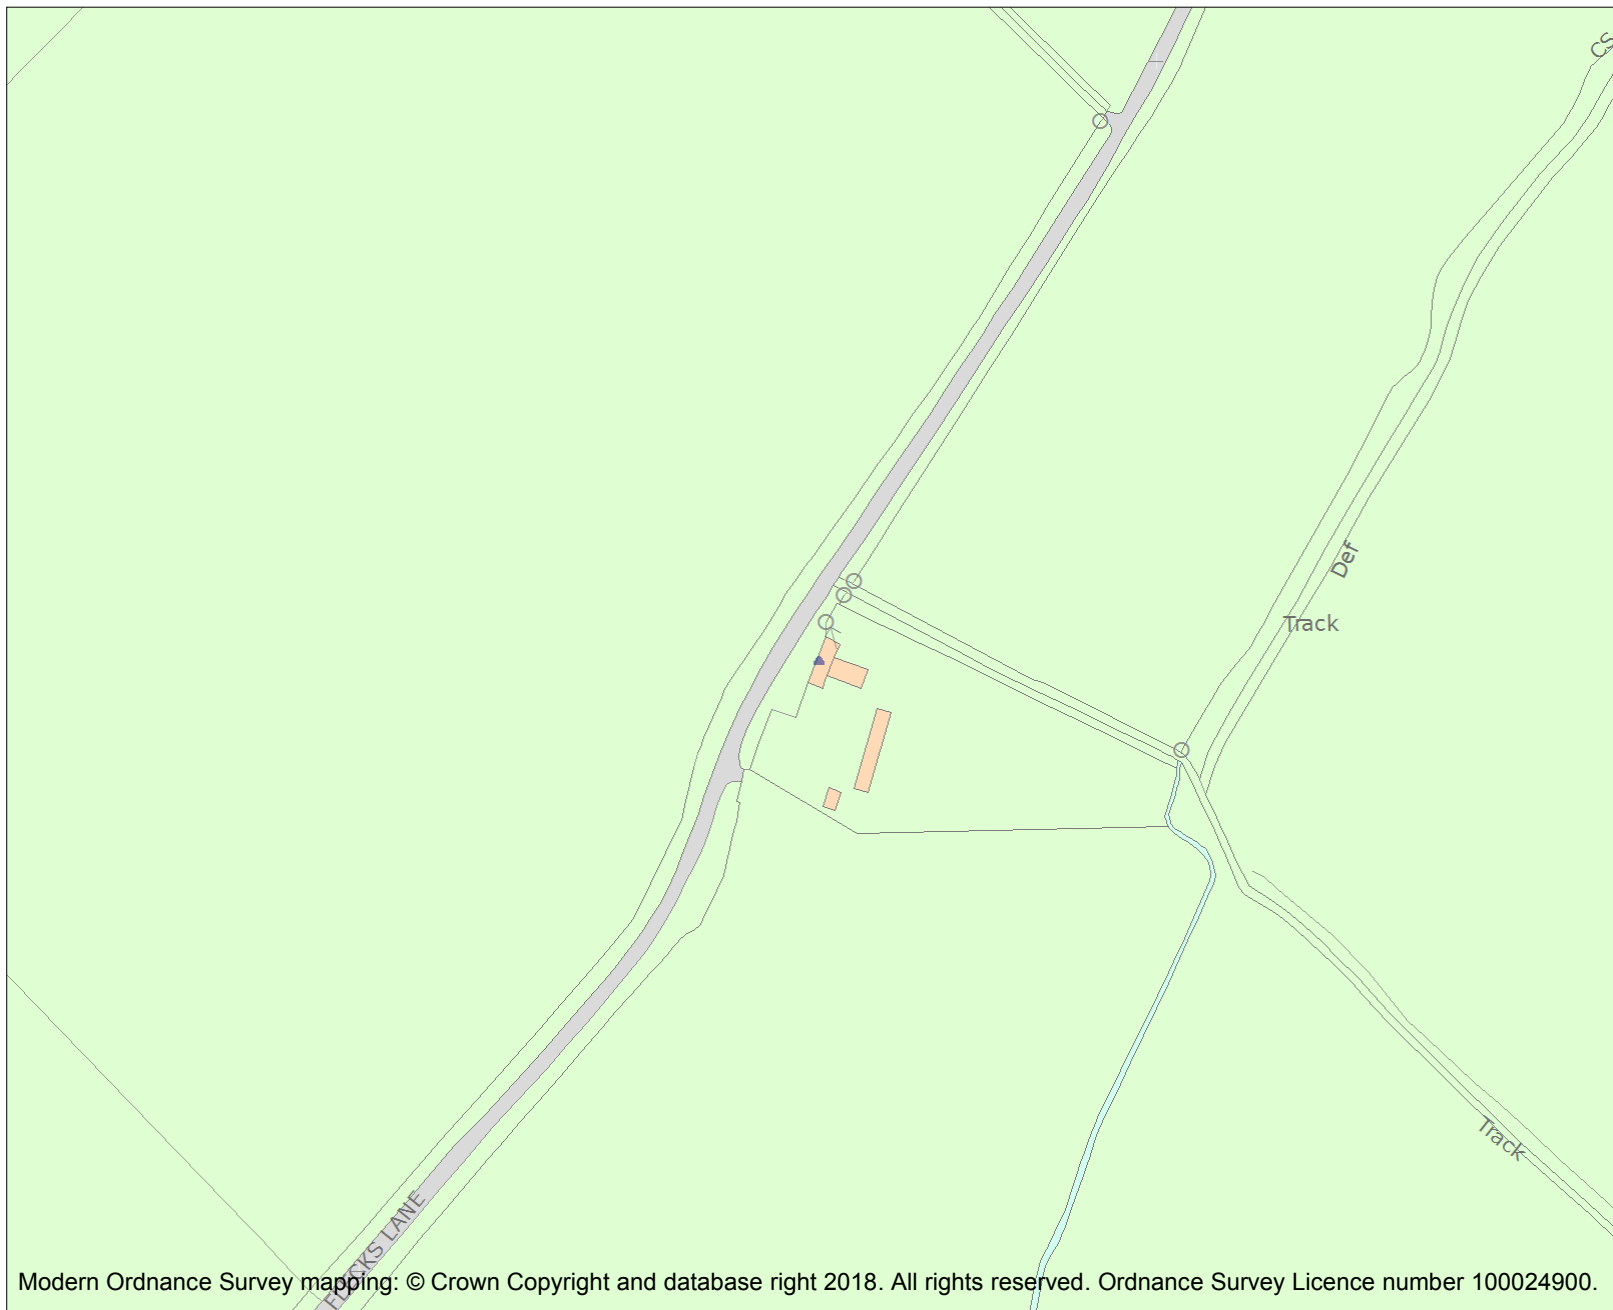 CS
Def
Track
Track
LANE
Modern Ordnance Survey mapping: © Crown Copyright and database right 2018. All rights reserved. Ordnance Survey Licence number 100024900.